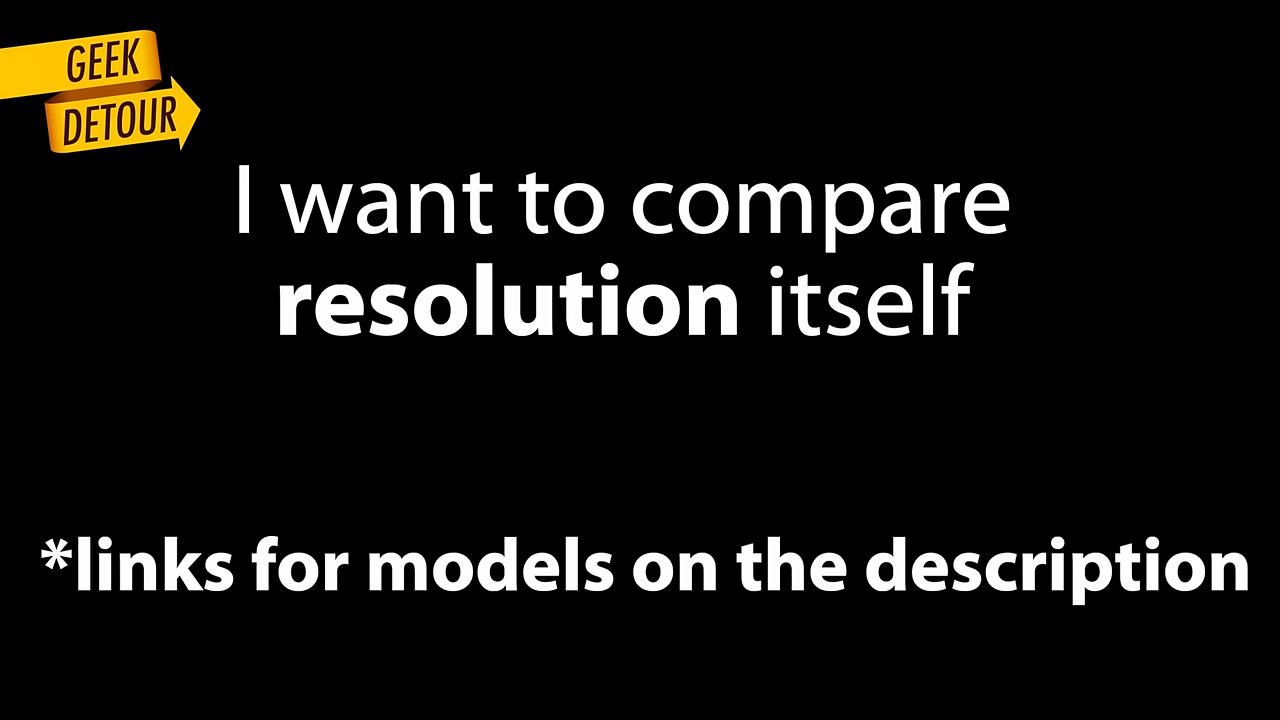 GEEK
DETOUR
I want to compare
resolution itself
*links for models on the description